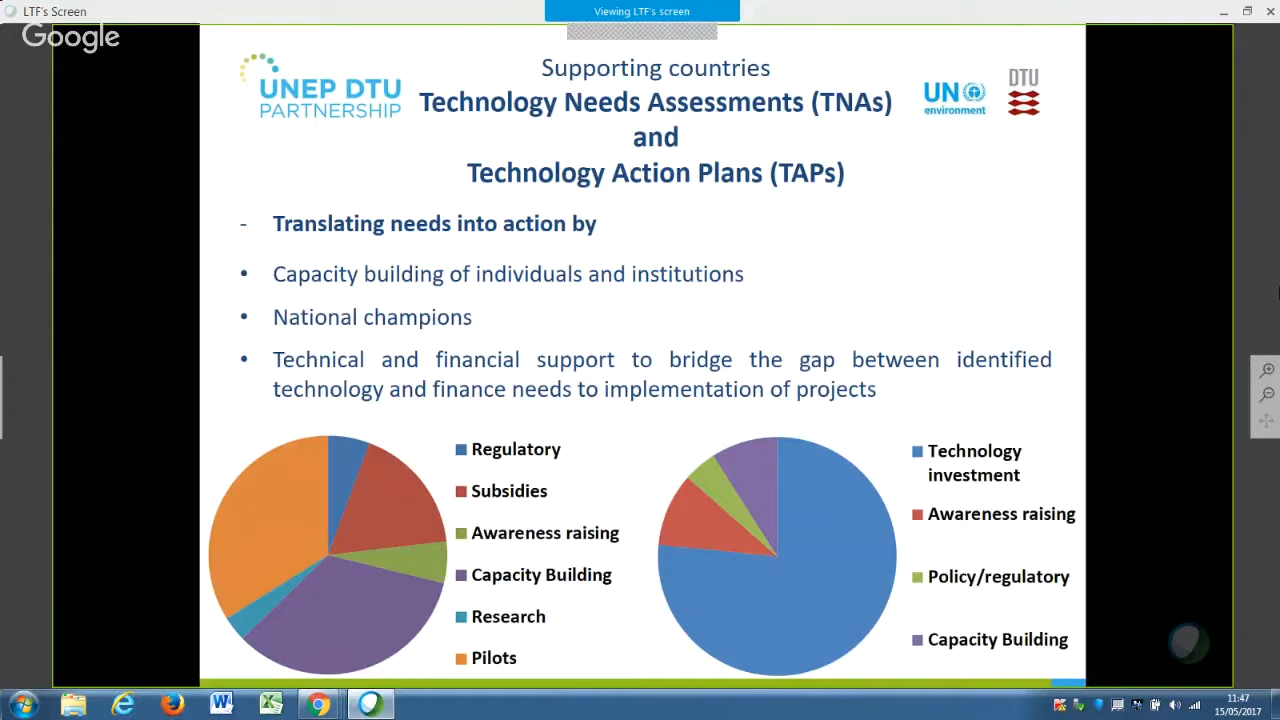 LTF's Screen
Viewing LTF's screen
Google
UNEP DTU
PARTNERSHIP
Supporting countries
Technology Needs Assessments (TNAs)
and
Technology Action Plans (TAPs)
UN
environment
DTU
- Translating needs into action by
• Capacity building of individuals and institutions
• National champions
• Technical and financial support to bridge the gap between identified
technology and finance needs to implementation of projects
Regulatory
Subsidies
Awareness raising
Capacity Building
Research
Pilots
Technology
investment
Awareness raising
Policy/regulatory
Capacity Building
11:47
15/05/2017